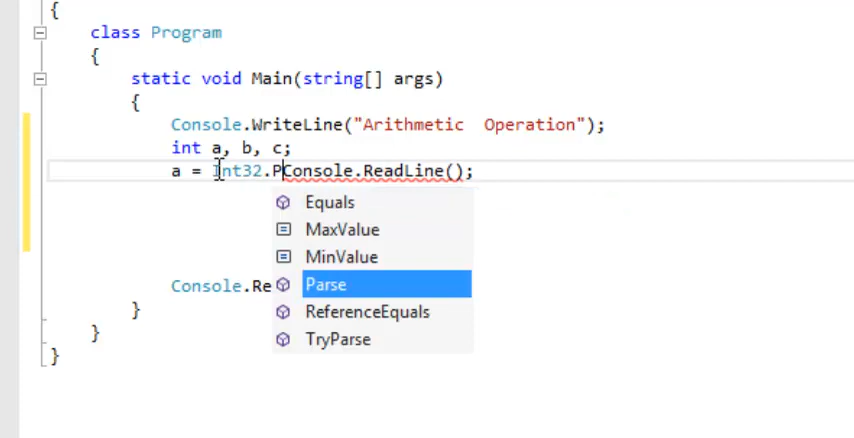 {
class Program
{
static void Main(string[] args)
{
Console.WriteLine("Arithmetic  Operation");
int a, b, c;
a = Int32.PConsole.ReadLine();
Equals
MaxValue
MinValue
Parse
Console.Re
ReferenceEquals
TryParse
}
}
}